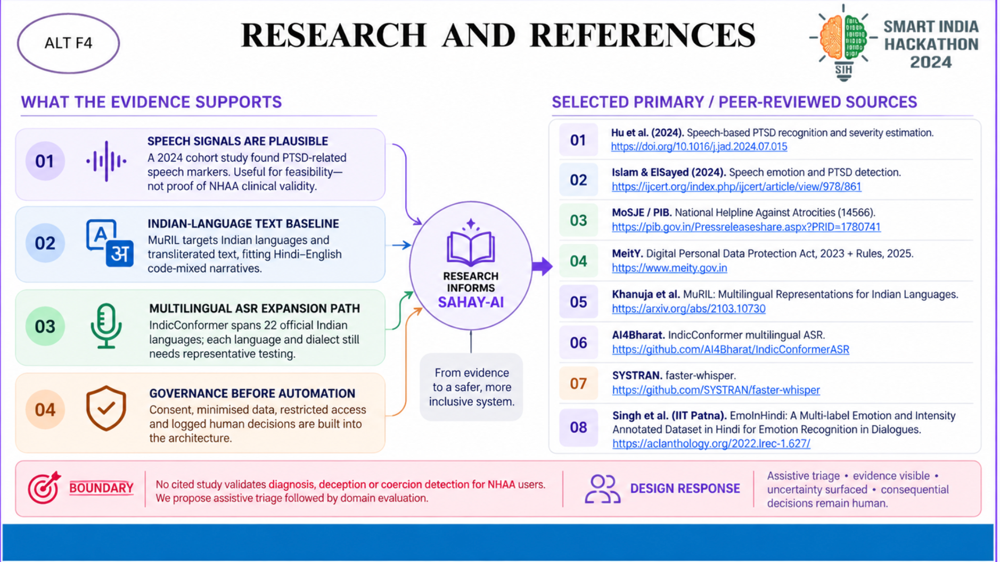 ALT F4
RESEARCH AND REFERENCES
SMART INDIA
HACKATHON
2024
SIH
WHAT THE EVIDENCE SUPPORTS
01
SPEECH SIGNALS ARE PLAUSIBLE
A 2024 cohort study found PTSD-related
speech markers. Useful for feasibility—
not proof of NHAA clinical validity.
02
A
अ
INDIAN-LANGUAGE TEXT BASELINE
MuRIL targets Indian languages and
transliterated text, fitting Hindi–English
code-mixed narratives.
03
MULTILINGUAL ASR EXPANSION PATH
IndicConformer spans 22 official Indian
languages; each language and dialect still
needs representative testing.
04
GOVERNANCE BEFORE AUTOMATION
Consent, minimised data, restricted access
and logged human decisions are built into
the architecture.
RESEARCH
INFORMS
SAHAY-AI
From evidence
to a safer, more
inclusive system.
SELECTED PRIMARY / PEER-REVIEWED SOURCES
01
Hu et al. (2024). Speech-based PTSD recognition and severity estimation.
https://doi.org/10.1016/j.jad.2024.07.015
02
Islam & ElSayed (2024). Speech emotion and PTSD detection.
https://ijcert.org/index.php/ijcert/article/view/978/861
03
MoSJE / PIB. National Helpline Against Atrocities (14566).
https://pib.gov.in/Pressreleaseshare.aspx?PRID=1780741
04
MeitY. Digital Personal Data Protection Act, 2023 + Rules, 2025.
https://www.meity.gov.in
05
Khanuja et al. MuRIL: Multilingual Representations for Indian Languages.
https://arxiv.org/abs/2103.10730
06
AI4Bharat. IndicConformer multilingual ASR.
https://github.com/AI4Bharat/IndicConformerASR
07
SYSTRAN. faster-whisper.
https://github.com/SYSTRAN/faster-whisper
08
Singh et al. (IIT Patna). EmoInHindi: A Multi-label Emotion and Intensity
Annotated Dataset in Hindi for Emotion Recognition in Dialogues.
https://aclanthology.org/2022.lrec-1.627/
BOUNDARY
No cited study validates diagnosis, deception or coercion detection for NHAA users.
We propose assistive triage followed by domain evaluation.
DESIGN RESPONSE
Assistive triage • evidence visible •
uncertainty surfaced • consequential
decisions remain human.